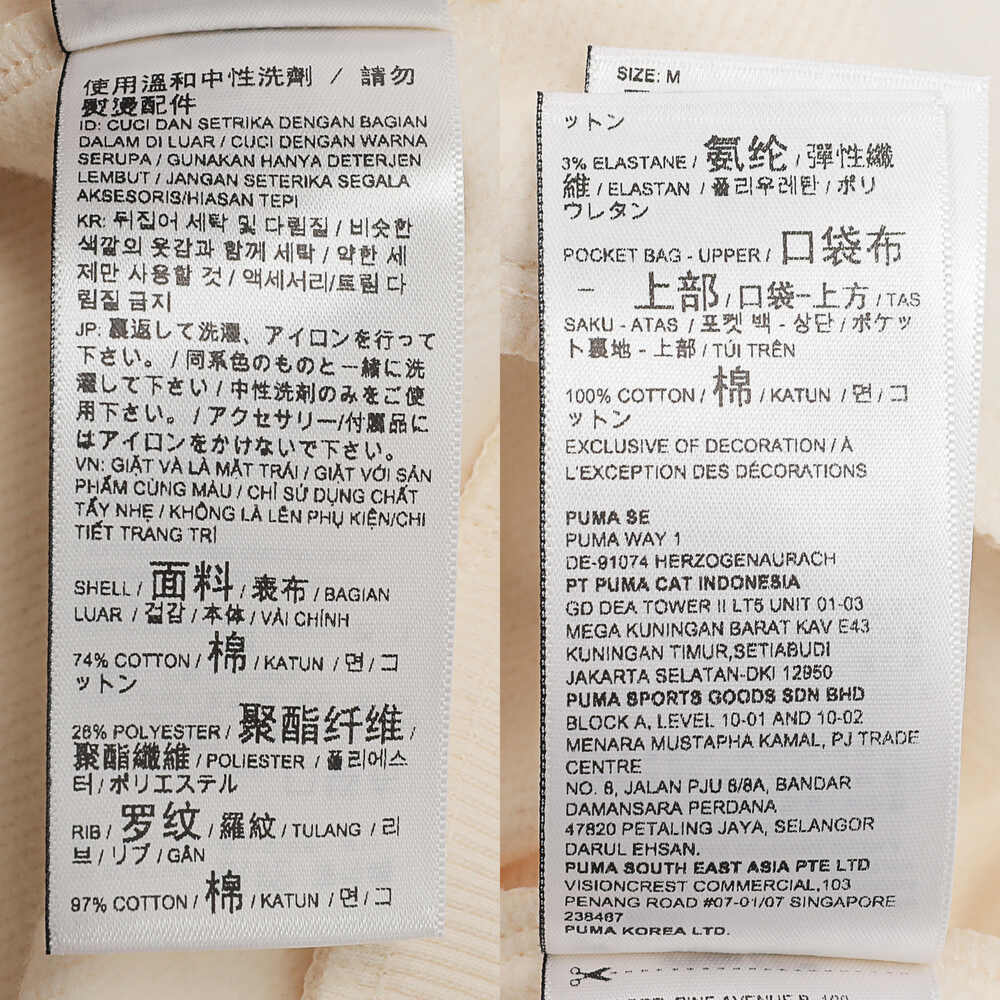 使用溫和中性洗劑 / 請勿
熨燙配件
ID: CUCI DAN SETRIKA DENGAN BAGIAN
DALAM DI LUAR / CUCI DENGAN WARNA
SERUPA / GUNAKAN HANYA DETERJEN
LEMBUT / JANGAN SETERIKA SEGALA
AKSESORIS/HIASAN TEPI
KR: 뒤집어 세탁 및 다림질 / 비슷한
색깔의 옷감과 함께 세탁 / 약한 세
제만 사용할 것 / 액세서리/트림 다
림질 금지
JP: 裏返して洗濯、アイロンを行って
下さい。 / 同系色のものと一緒に洗
濯して下さい / 中性洗剤のみをご使
用下さい。 / アクセサリー/付属品に
はアイロンをかけないで下さい。
VN: GIẶT VÀ LÀ MẶT TRÁI / GIẶT VỚI SẢN
PHẨM CÙNG MÀU / CHỈ SỬ DỤNG CHẤT
TẨY NHẸ / KHÔNG LÀ LÊN PHỤ KIỆN/CHI
TIẾT TRANG TRÍ
SHELL / 面料 / 表布 / BAGIAN
LUAR / 겉감 / 本体 / VẢI CHÍNH
74% COTTON / 棉 / KATUN / 면 / コ
ットン
26% POLYESTER / 聚酯纤维 /
聚酯纖維 / POLIESTER / 폴리에스
터 / ポリエステル
RIB / 罗纹 / 羅紋 / TULANG / 리
브 / リブ / GÂN
97% COTTON / 棉 / KATUN / 면 / コ
SIZE: M
ットン
3% ELASTANE / 氨纶 / 彈性纖
維 / ELASTAN / 폴리우레탄 / ポリ
ウレタン
POCKET BAG - UPPER / 口袋布
- 上部 / 口袋-上方 / TAS
SAKU - ATAS / 포켓 백 - 상단 / ポケッ
ト裏地 - 上部 / TÚI TRÊN
100% COTTON / 棉 / KATUN / 면 / コ
ットン
EXCLUSIVE OF DECORATION / À
L'EXCEPTION DES DÉCORATIONS
PUMA SE
PUMA WAY 1
DE-91074 HERZOGENAURACH
PT PUMA CAT INDONESIA
GD DEA TOWER II LT5 UNIT 01-03
MEGA KUNINGAN BARAT KAV E43
KUNINGAN TIMUR,SETIABUDI
JAKARTA SELATAN-DKI 12950
PUMA SPORTS GOODS SDN BHD
BLOCK A, LEVEL 10-01 AND 10-02
MENARA MUSTAPHA KAMAL, PJ TRADE
CENTRE
NO. 8, JALAN PJU 8/8A, BANDAR
DAMANSARA PERDANA
47820 PETALING JAYA, SELANGOR
DARUL EHSAN.
PUMA SOUTH EAST ASIA PTE LTD
VISIONCREST COMMERCIAL,103
PENANG ROAD #07-01/07 SINGAPORE
238467
PUMA KOREA LTD.